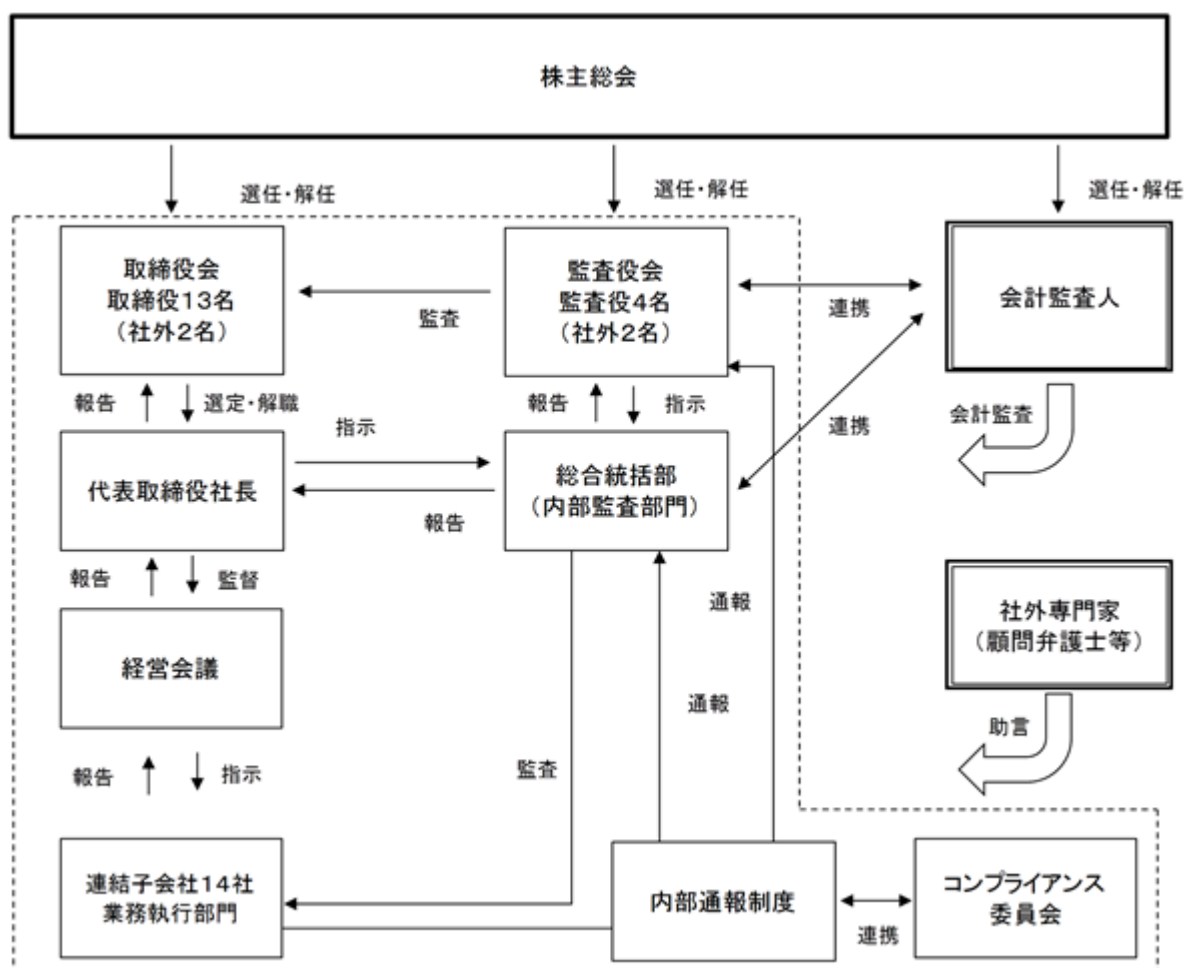 株主総会
選任・解任
選任・解任
選任・解任
取締役会
取締役13名
（社外2名）
監査
監査役会
監査役4名
（社外2名）
連携
会計監査人
報告
選定・解職
指示
報告
指示
連携
会計監査
代表取締役社長
報告
総合統括部
（内部監査部門）
報告
監督
通報
社外専門家
（顧問弁護士等）
経営会議
通報
助言
報告
指示
監査
連結子会社14社
業務執行部門
内部通報制度
連携
コンプライアンス
委員会